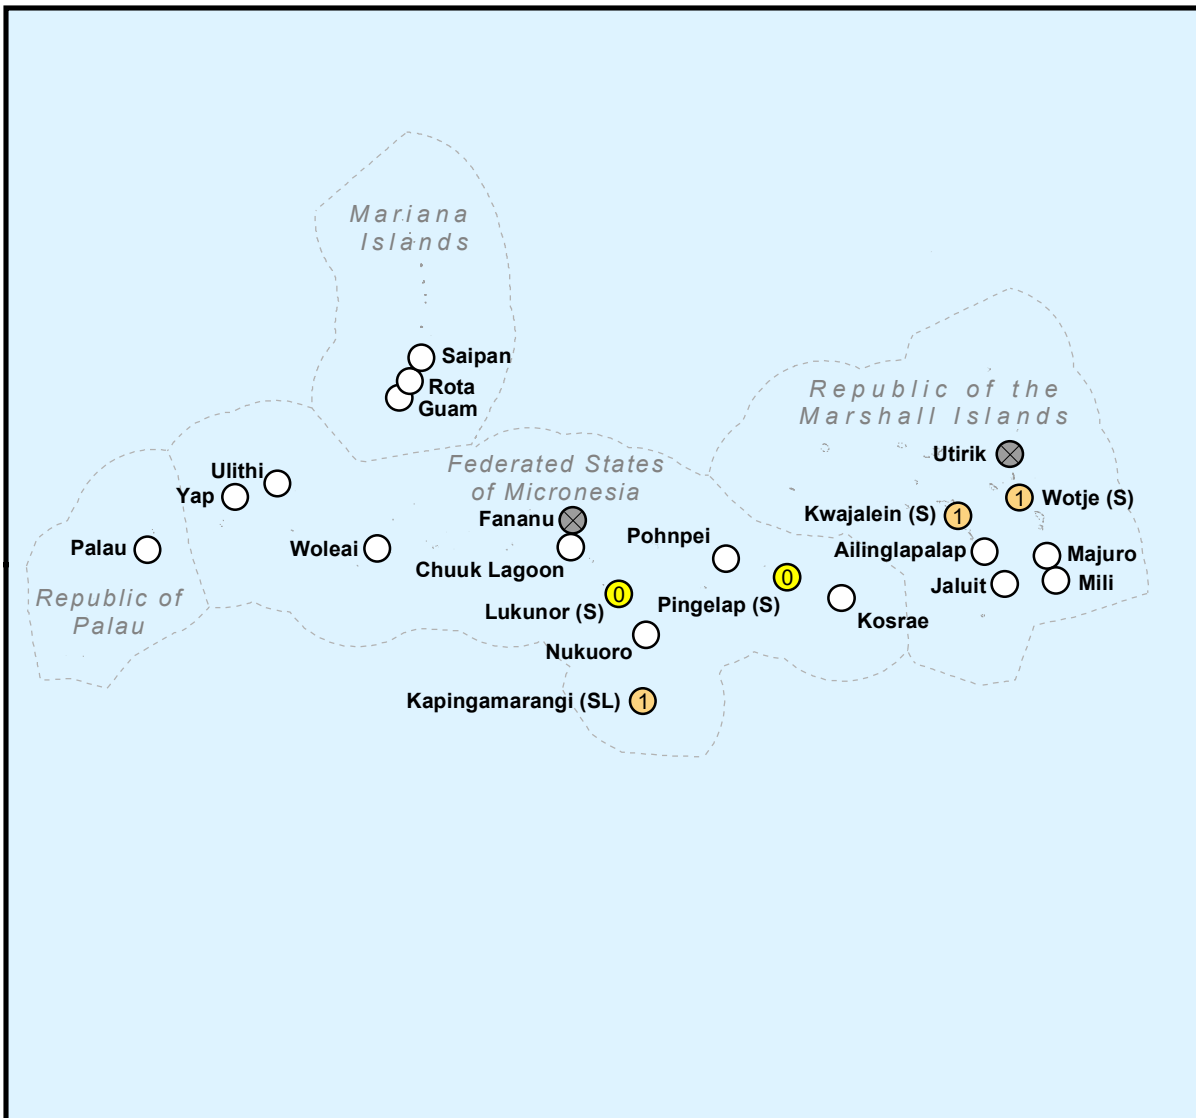 Mariana
Islands
Saipan
Rota
Guam
Republic of the
Marshall Islands
Utirik
Federated States
of Micronesia
Ulithi
Yap
1
Wotje (S)
Kwajalein (S)
1
Fananu
Pohnpei
Palau
Woleai
Chuuk Lagoon
Ailinglapalap
Majuro
Jaluit
Mili
0
Pingelap (S)
0
Lukunor (S)
Republic of
Palau
Kosrae
Nukuoro
Kapingamarangi (SL)
1